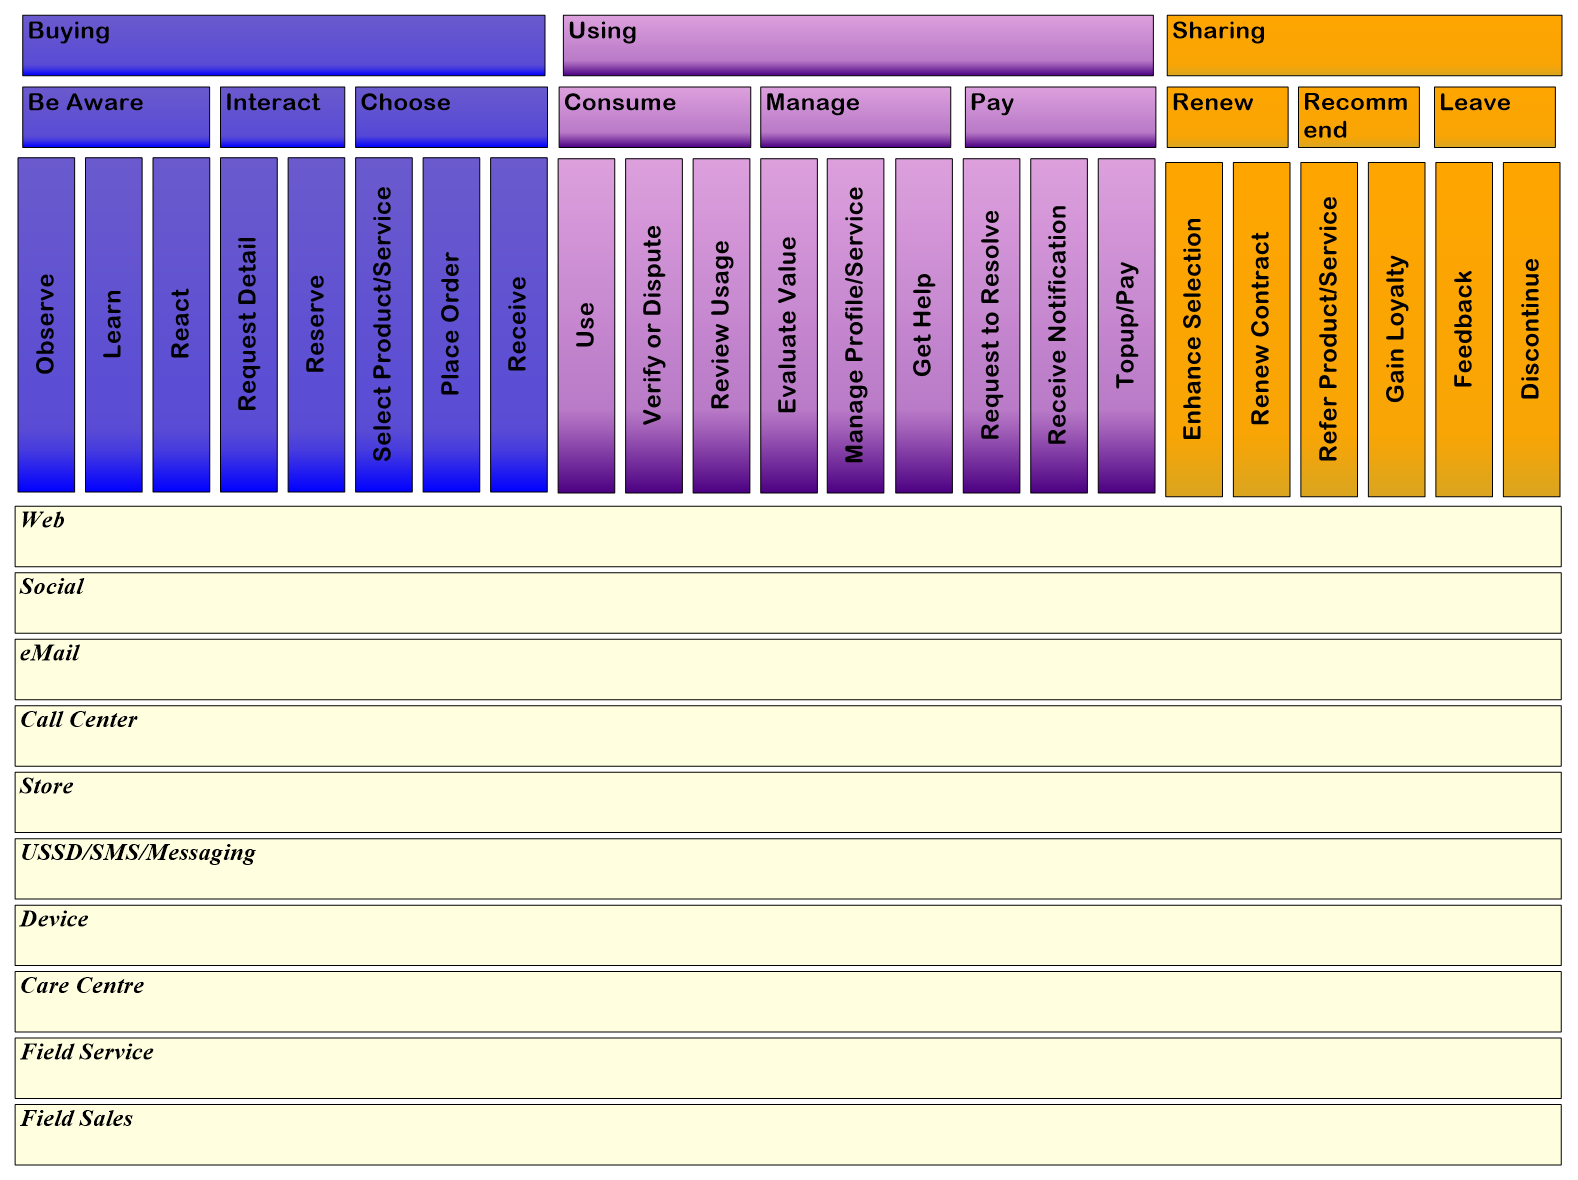 Buying
Using
Sharing
Be Aware
Interact
Choose
Consume
Manage
Pay
Renew
Recomm
end
Leave
Observe
Learn
React
Request Detail
Reserve
Select Product/Service
Place Order
Receive
Use
Verify or Dispute
Review Usage
Evaluate Value
Manage Profile/Service
Get Help
Request to Resolve
Receive Notification
Topup/Pay
Enhance Selection
Renew Contract
Refer Product/Service
Gain Loyalty
Feedback
Discontinue
Web
Social
eMail
Call Center
Store
USSD/SMS/Messaging
Device
Care Centre
Field Service
Field Sales